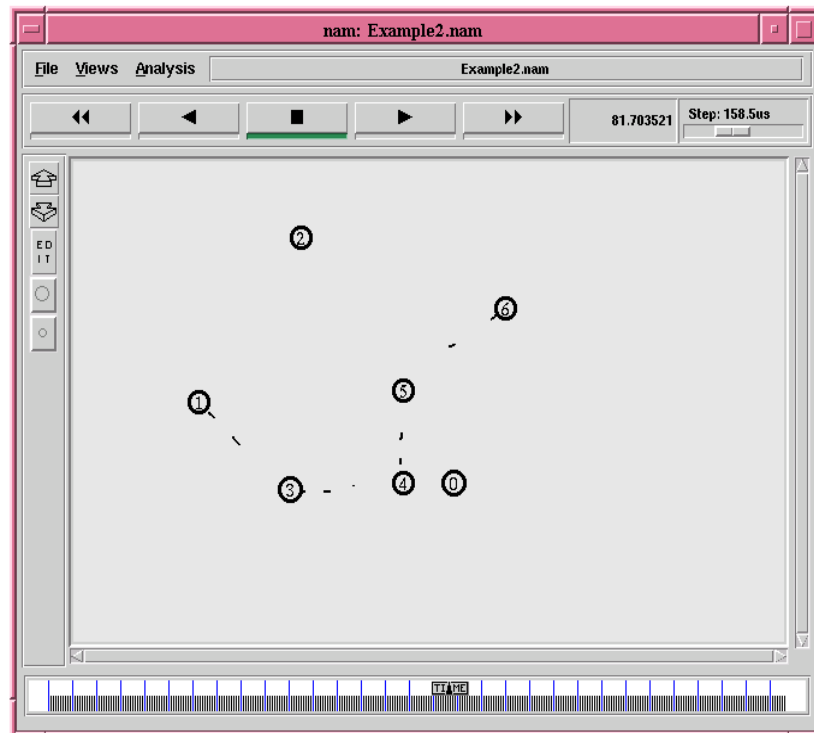 nam: Example2.nam
File Views Analysis Example2.nam
81.703521 Step: 158.5us
ED
IT
2
6
5
1
3 4 0
TIME